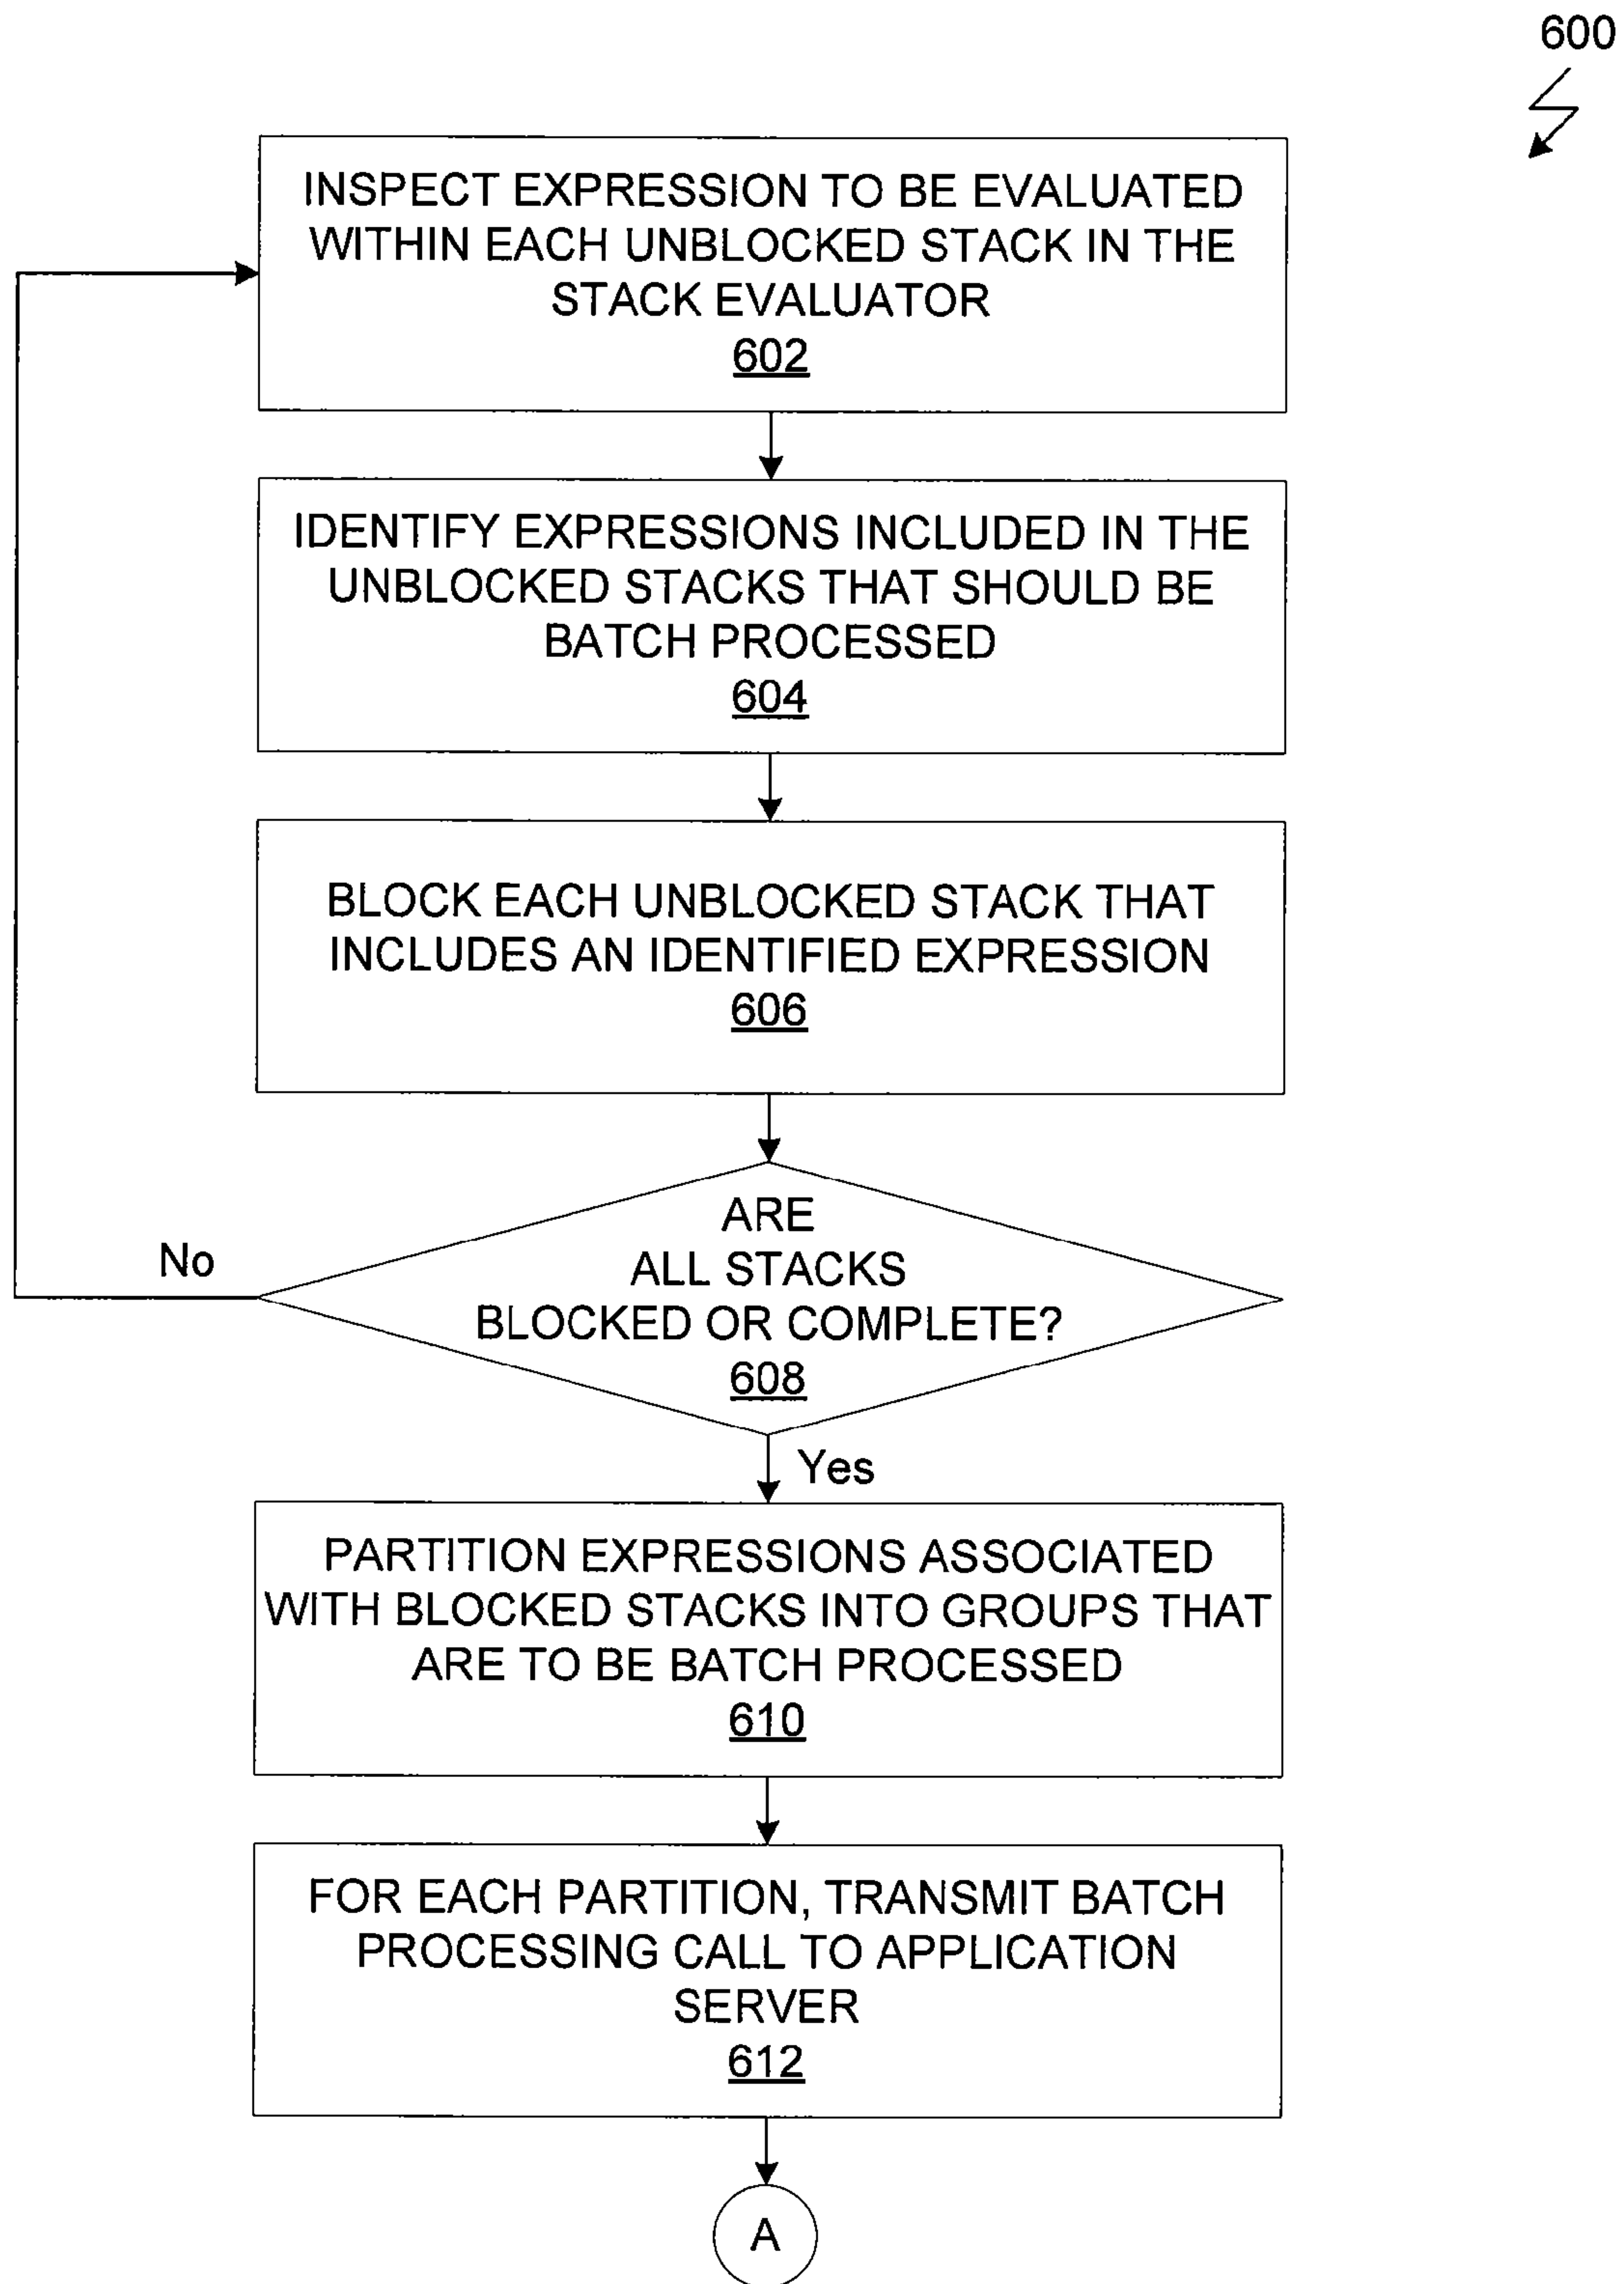 600
INSPECT EXPRESSION TO BE EVALUATED
WITHIN EACH UNBLOCKED STACK IN THE
STACK EVALUATOR
602
IDENTIFY EXPRESSIONS INCLUDED IN THE
UNBLOCKED STACKS THAT SHOULD BE
BATCH PROCESSED
604
BLOCK EACH UNBLOCKED STACK THAT
INCLUDES AN IDENTIFIED EXPRESSION
606
ARE
ALL STACKS
BLOCKED OR COMPLETE?
608
No
Yes
PARTITION EXPRESSIONS ASSOCIATED
WITH BLOCKED STACKS INTO GROUPS THAT
ARE TO BE BATCH PROCESSED
610
FOR EACH PARTITION, TRANSMIT BATCH
PROCESSING CALL TO APPLICATION
SERVER
612
A